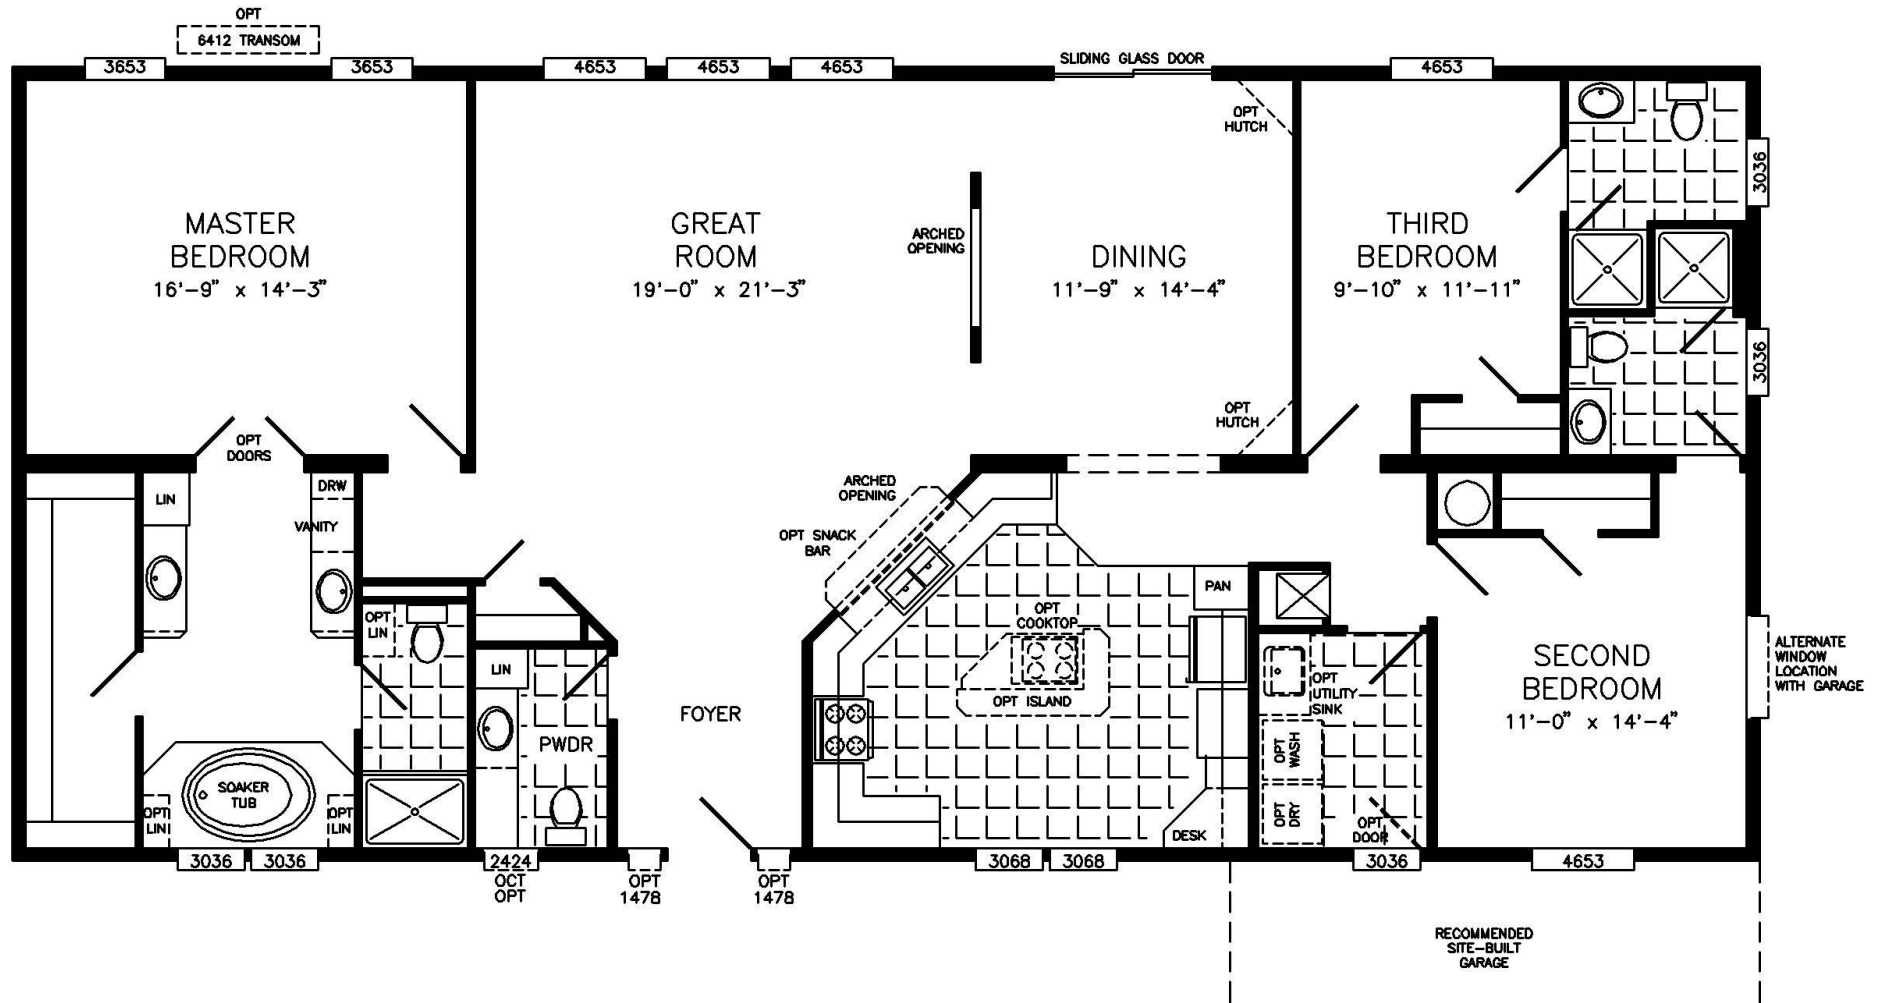 OPT
6412 TRANSOM
3653
3653
4653
4653
4653
SLIDING GLASS DOOR
4653
OPT
HUTCH
3036
MASTER
BEDROOM
16'-9" x 14'-3"
GREAT
ROOM
19'-0" x 21'-3"
ARCHED
OPENING
DINING
11'-9" x 14'-4"
THIRD
BEDROOM
9'-10" x 11'-11"
3036
OPT
HUTCH
OPT
DOORS
LIN
DRW
VANITY
ARCHED
OPENING
OPT SNACK
BAR
PAN
OPT
COOKTOP
OPT ISLAND
OPT
LIN
LIN
PWDR
FOYER
OPT
UTILITY
SINK
OPT
WASH
OPT
DRY
OPT
DOOR
SECOND
BEDROOM
11'-0" x 14'-4"
ALTERNATE
WINDOW
LOCATION
WITH GARAGE
SOAKER
TUB
OPT
LIN
OPT
LIN
DESK
3036
3036
2424
OCT
OPT
OPT
1478
OPT
1478
3068
3068
3036
4653
RECOMMENDED
SITE-BUILT
GARAGE